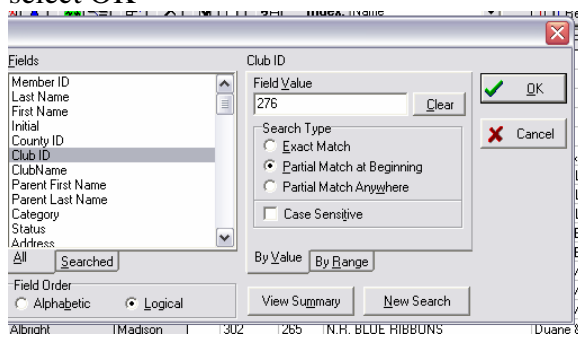 select OK
Index: Name
Fields
Member ID
Last Name
First Name
Initial
County ID
Club ID
ClubName
Parent First Name
Parent Last Name
Category
Status
Address
All Searched
Field Order
Alphabetic Logical
Club ID
Field Value
276 Clear
Search Type
Exact Match
Partial Match at Beginning
Partial Match Anywhere
Case Sensitive
By Value By Range
View Summary New Search
OK
Cancel
Albright Madison 302 265 N.H. BLUE RIBBONS Duane &